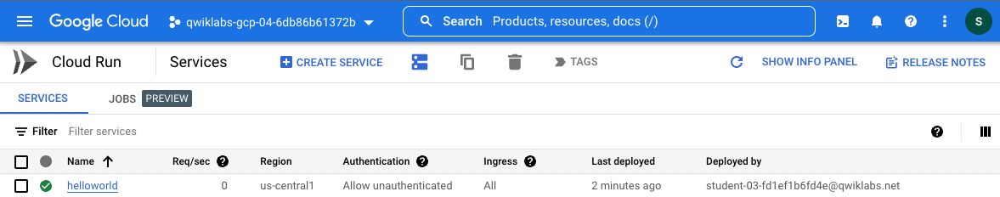 Google Cloud qwiklabs-gcp-04-6db86b61372b Search Products, resources, docs (/) S
Cloud Run Services CREATE SERVICE TAGS SHOW INFO PANEL RELEASE NOTES
SERVICES JOBS PREVIEW
Filter Filter services
Name Req/sec Region Authentication Ingress Last deployed Deployed by
helloworld 0 us-central1 Allow unauthenticated All 2 minutes ago student-03-fd1ef1b6fd4e@qwiklabs.net